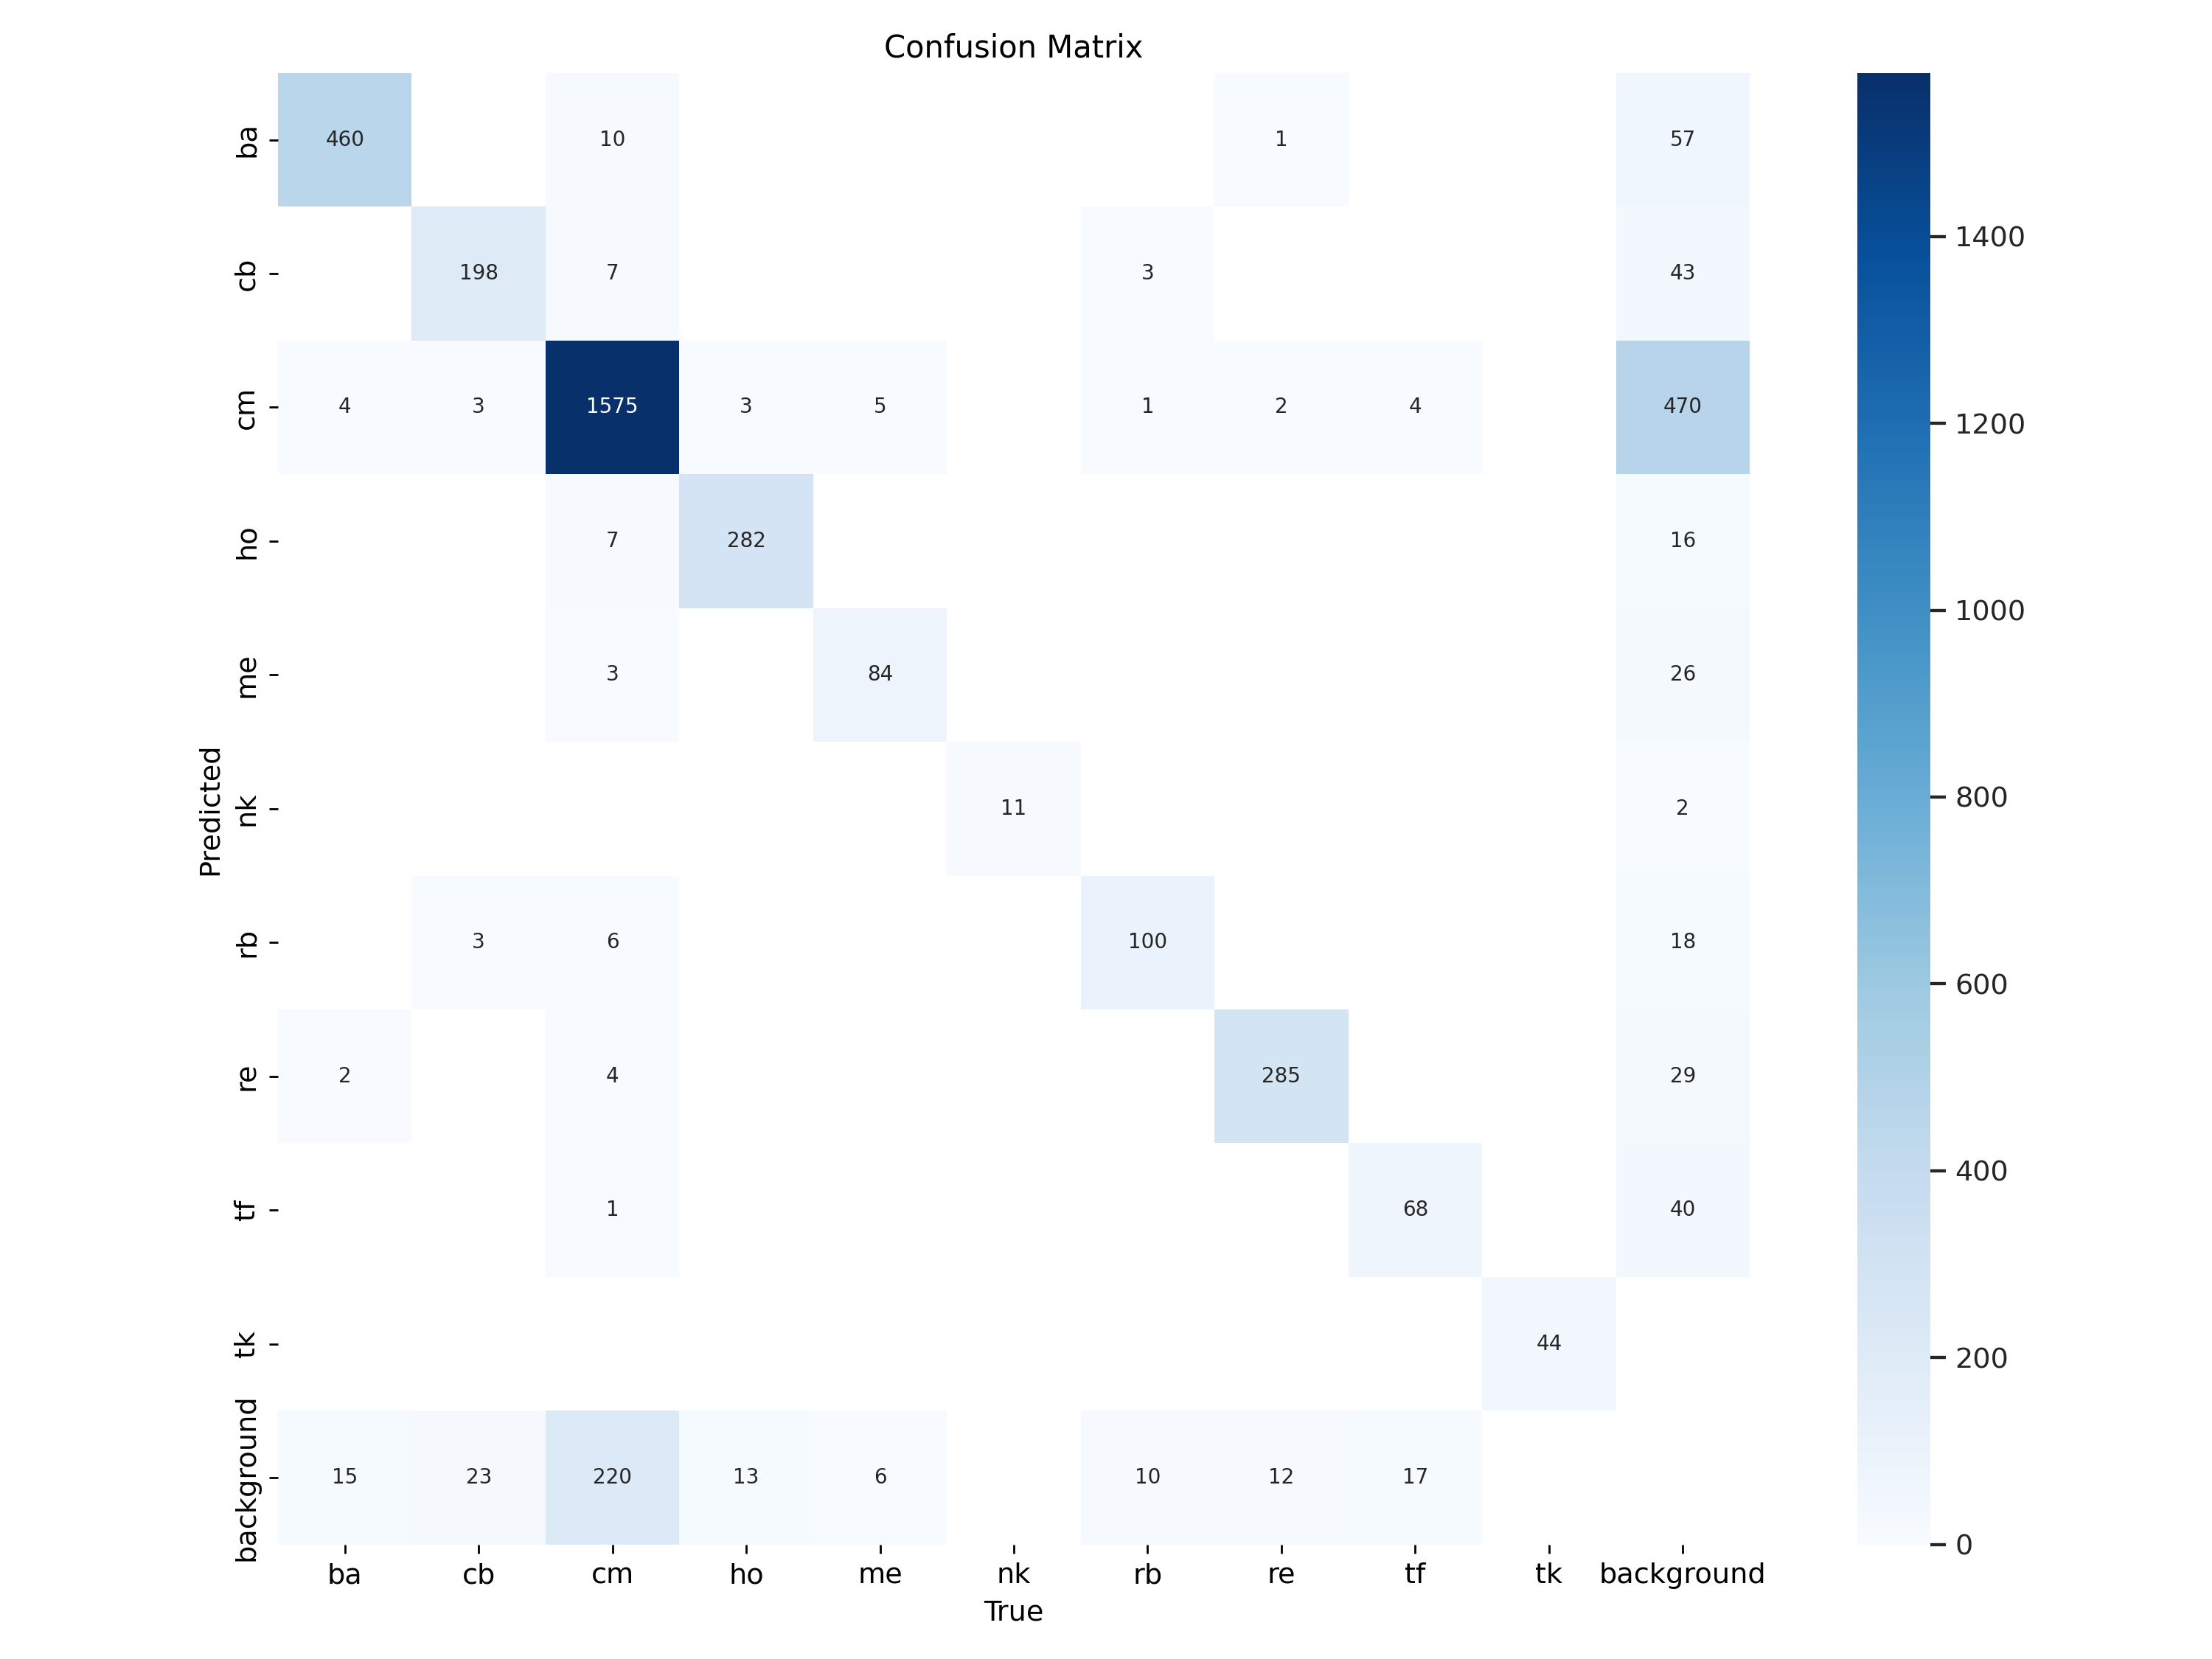 Confusion Matrix
ba 460 10 1 57
cb 198 7 3 43
cm 4 3 1575 3 5 1 2 4 470
ho 7 282 16
me 3 84 26
nk 11 2
rb 3 6 100 18
re 2 4 285 29
tf 1 68 40
tk 44
background 15 23 220 13 6 10 12 17
ba cb cm ho me nk rb re tf tk background
True
Predicted
1400
1200
1000
800
600
400
200
0